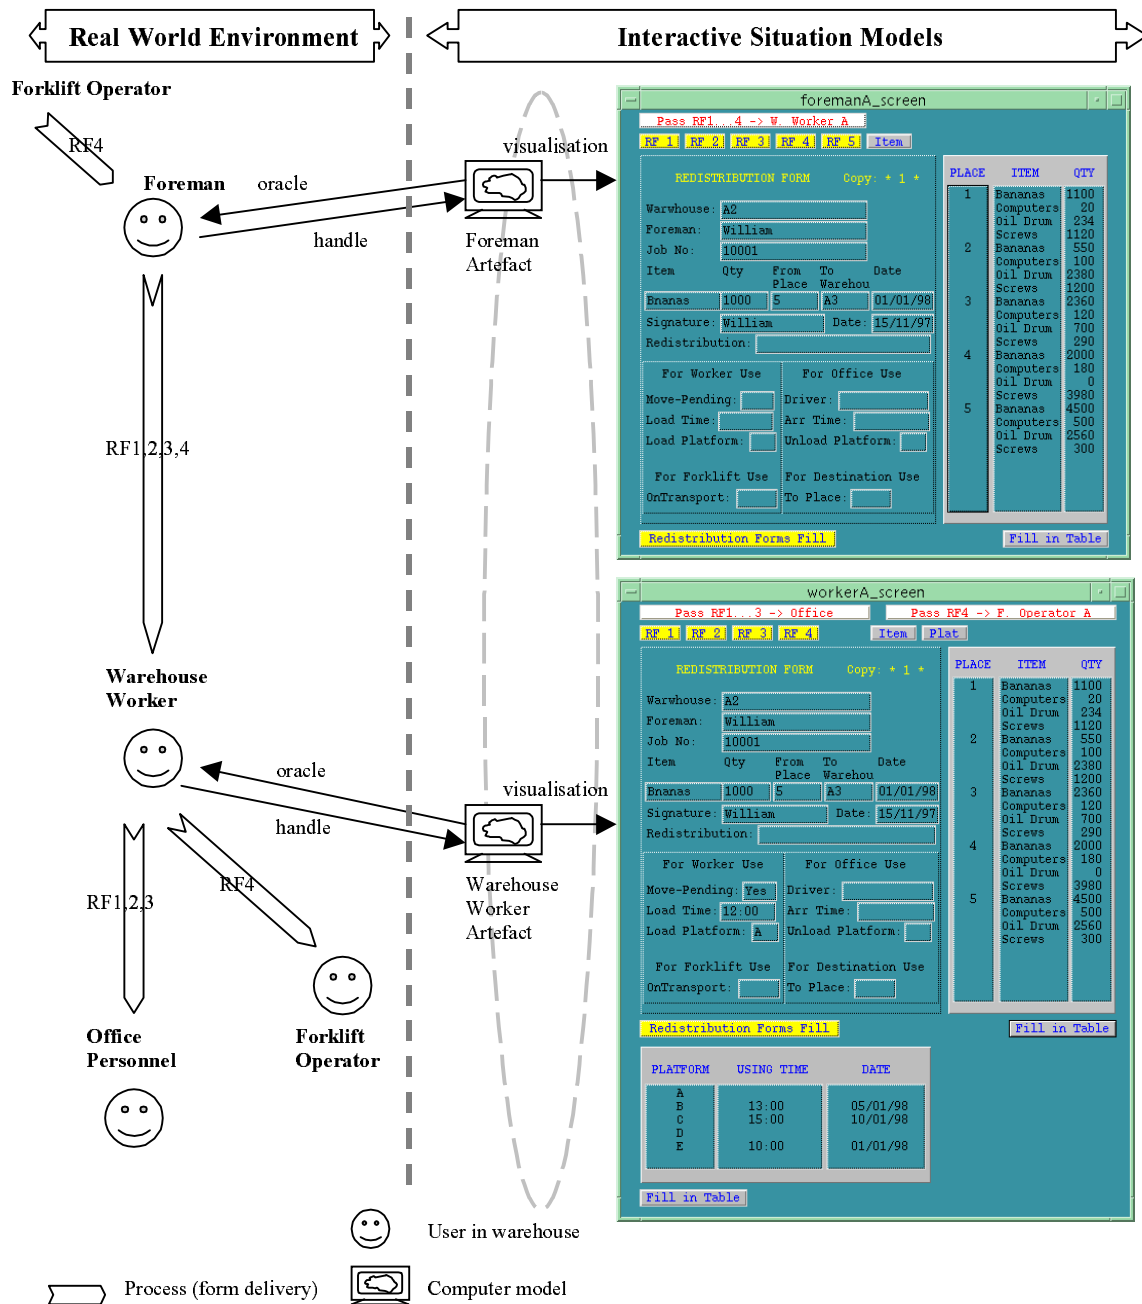 Real World Environment
Interactive Situation Models
Forklift Operator
RF4
Foreman
oracle
handle
visualisation
Foreman
Artefact
RF1,2,3,4
Warehouse
Worker
oracle
handle
visualisation
Warehouse
Worker
Artefact
RF1,2,3
RF4
Office
Personnel
Forklift
Operator
User in warehouse
Process (form delivery)
Computer model
foremanA_screen
Pass RF1...4 -> W. Worker A
RF 1 RF 2 RF 3 RF 4 RF 5 Item
REDISTRIBUTION FORM Copy: * 1 *
Warwhouse: A2
Foreman: William
Job No: 10001
Item Qty From To Date
Place Warehou
Bnanas 1000 5 A3 01/01/98
Signature: William Date: 15/11/97
Redistribution:
For Worker Use For Office Use
Move-Pending: Driver:
Load Time: Arr Time:
Load Platform: Unload Platform:
For Forklift Use For Destination Use
OnTransport: To Place:
Redistribution Forms Fill
PLACE ITEM QTY
1 Bananas 1100
Computers 20
Oil Drum 234
Screws 1120
2 Bananas 550
Computers 100
Oil Drum 2380
Screws 1200
3 Bananas 2360
Computers 120
Oil Drum 700
Screws 290
4 Bananas 2000
Computers 180
Oil Drum 0
Screws 3980
5 Bananas 4500
Computers 500
Oil Drum 2560
Screws 300
Fill in Table
workerA_screen
Pass RF1...3 -> Office Pass RF4 -> F. Operator A
RF 1 RF 2 RF 3 RF 4 Item Plat
REDISTRIBUTION FORM Copy: * 1 *
Warwhouse: A2
Foreman: William
Job No: 10001
Item Qty From To Date
Place Warehou
Bnanas 1000 5 A3 01/01/98
Signature: William Date: 15/11/97
Redistribution:
For Worker Use For Office Use
Move-Pending: Yes Driver:
Load Time: 12:00 Arr Time:
Load Platform: A Unload Platform:
For Forklift Use For Destination Use
OnTransport: To Place:
Redistribution Forms Fill
PLACE ITEM QTY
1 Bananas 1100
Computers 20
Oil Drum 234
Screws 1120
2 Bananas 550
Computers 100
Oil Drum 2380
Screws 1200
3 Bananas 2360
Computers 120
Oil Drum 700
Screws 290
4 Bananas 2000
Computers 180
Oil Drum 0
Screws 3980
5 Bananas 4500
Computers 500
Oil Drum 2560
Screws 300
Fill in Table
PLATFORM USING TIME DATE
A
B 13:00 05/01/98
C 15:00 10/01/98
D
E 10:00 01/01/98
Fill in Table